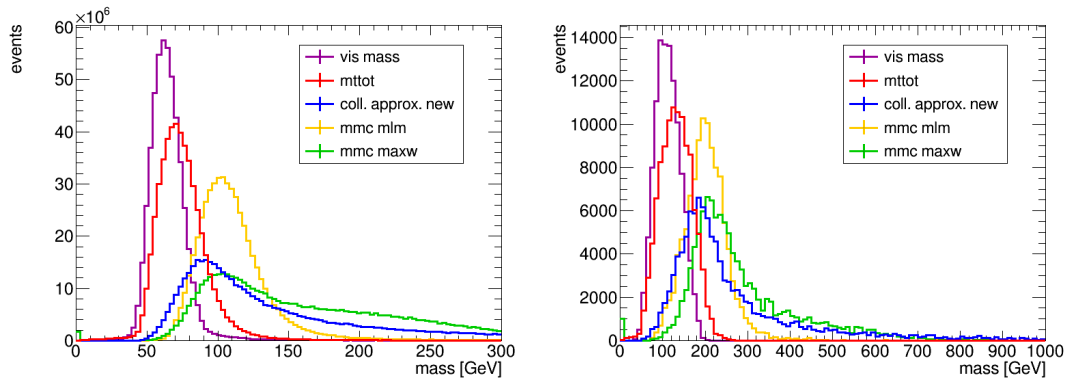 ×10⁶
events
60
50
40
30
20
10
0
0 50 100 150 200 250 300
mass [GeV]
vis mass
mttot
coll. approx. new
mmc mlm
mmc maxw
events
14000
12000
10000
8000
6000
4000
2000
0
0 100 200 300 400 500 600 700 800 900 1000
mass [GeV]
vis mass
mttot
coll. approx. new
mmc mlm
mmc maxw